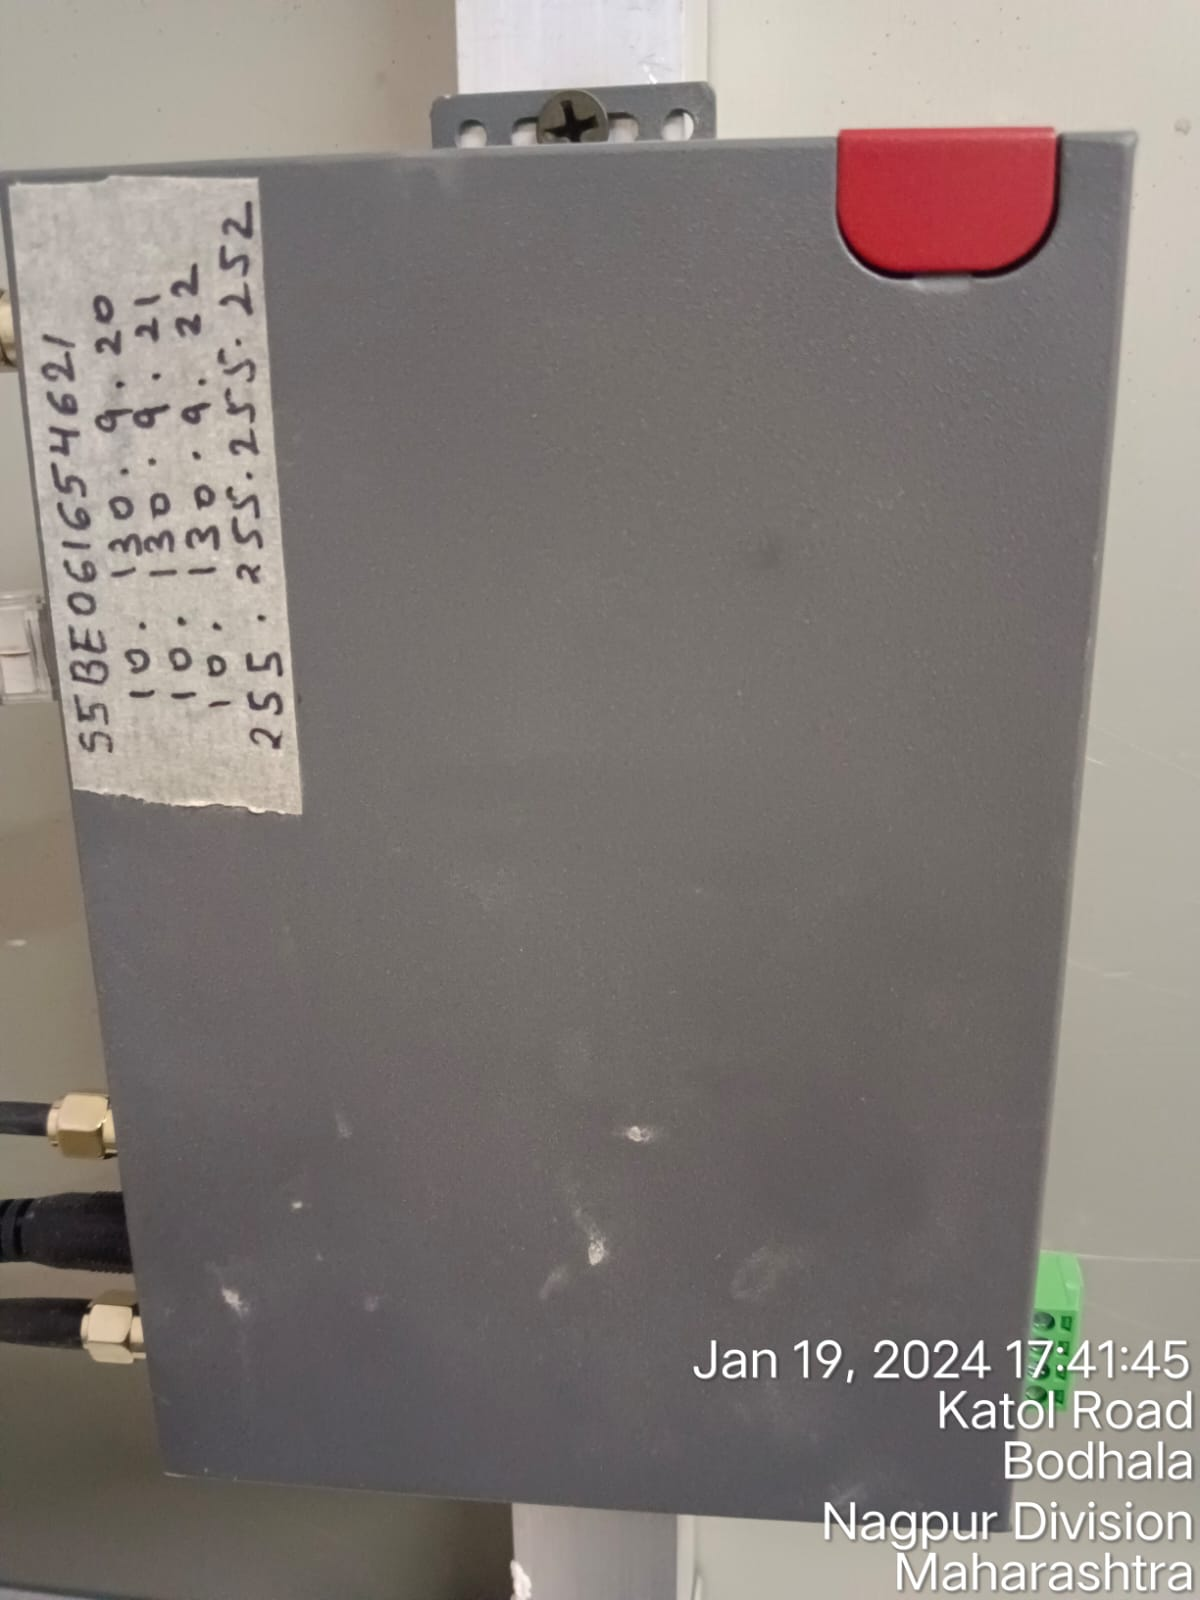 S5BE061654621
10.130.9.20
10.130.9.21
10.130.9.22
255.255.255.252
Jan 19, 2024 17:41:45
Katol Road
Bodhala
Nagpur Division
Maharashtra